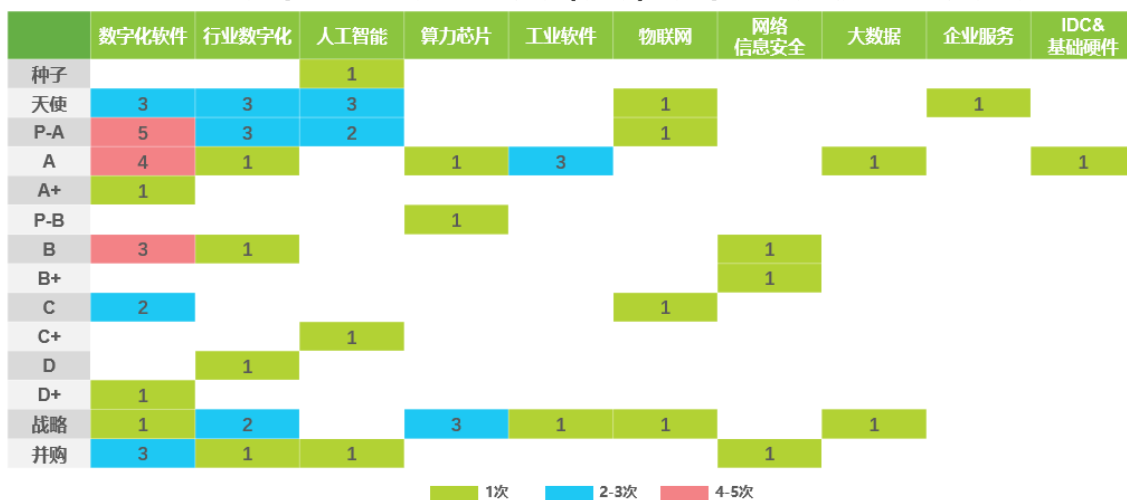 数字化软件 行业数字化 人工智能 算力芯片 工业软件 物联网 网络 信息安全 大数据 企业服务 IDC& 基础硬件
种子 1
天使 3 3 3 1 1
P-A 5 3 2 1
A 4 1 1 3 1 1
A+ 1
P-B 1
B 3 1 1
B+ 1
C 2 1
C+ 1
D 1
D+ 1
战略 1 2 3 1 1 1
并购 3 1 1 1
1次 2-3次 4-5次